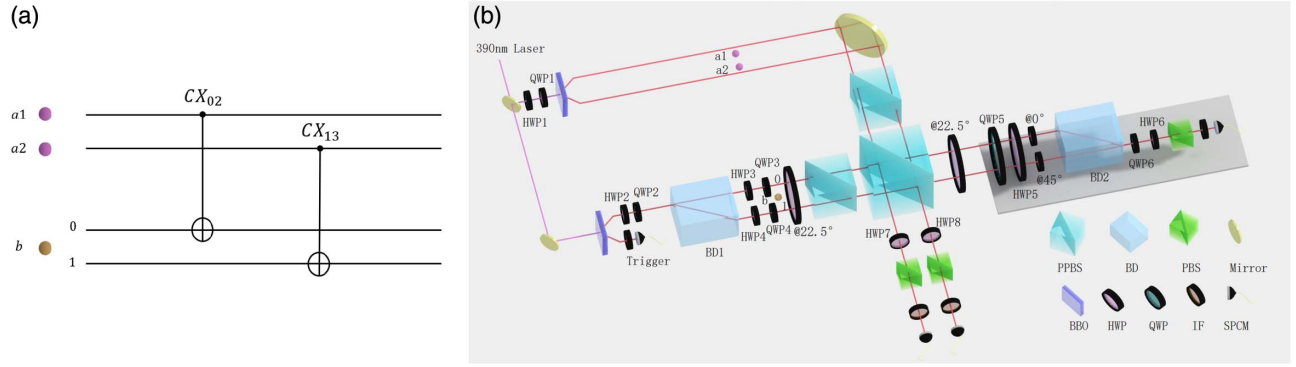 (a)
CX₀₂
a1
CX₁₃
a2
0
b
1
(b)
390nm Laser
a1
a2
QWP1
HWP1
@22.5°
QWP5
@0°
HWP6
QWP3
HWP3
0
HWP2
QWP2
b
1
HWP5
@45°
BD2
QWP6
HWP4
QWP4
@22.5°
HWP7
HWP8
Trigger
BD1
PPBS
BD
PBS
Mirror
BBO
HWP
QWP
IF
SPCM